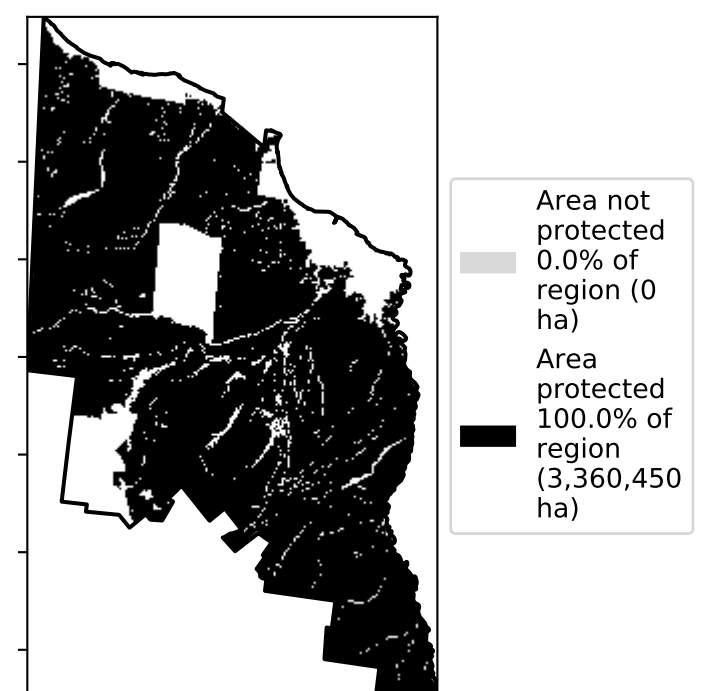 Area not
protected
0.0% of
region (0
ha)
Area
protected
100.0% of
region
(3,360,450
ha)